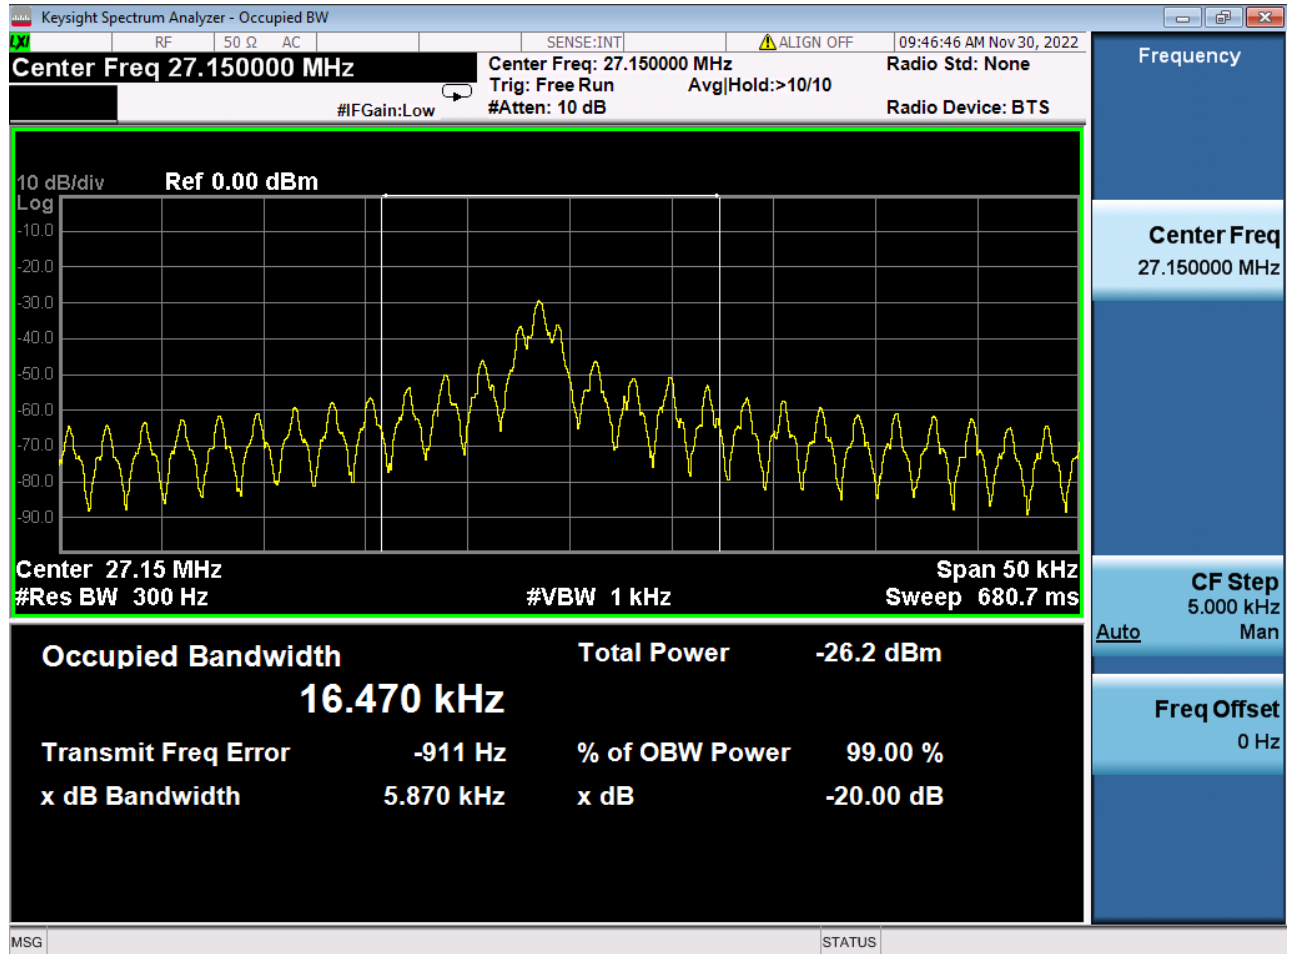 Keysight Spectrum Analyzer - Occupied BW
LXI RF 50 Ω AC SENSE:INT ALIGN OFF 09:46:46 AM Nov 30, 2022
Center Freq 27.150000 MHz
Center Freq: 27.150000 MHz
Radio Std: None
Trig: Free Run Avg|Hold:>10/10
#IFGain:Low
#Atten: 10 dB
Radio Device: BTS
10 dB/div Ref 0.00 dBm
Log
-10.0
-20.0
-30.0
-40.0
-50.0
-60.0
-70.0
-80.0
-90.0
Center 27.15 MHz Span 50 kHz
#Res BW 300 Hz #VBW 1 kHz Sweep 680.7 ms
Occupied Bandwidth Total Power -26.2 dBm
16.470 kHz
Transmit Freq Error -911 Hz % of OBW Power 99.00 %
x dB Bandwidth 5.870 kHz x dB -20.00 dB
Frequency
Center Freq
27.150000 MHz
CF Step
5.000 kHz
Auto Man
Freq Offset
0 Hz
MSG STATUS